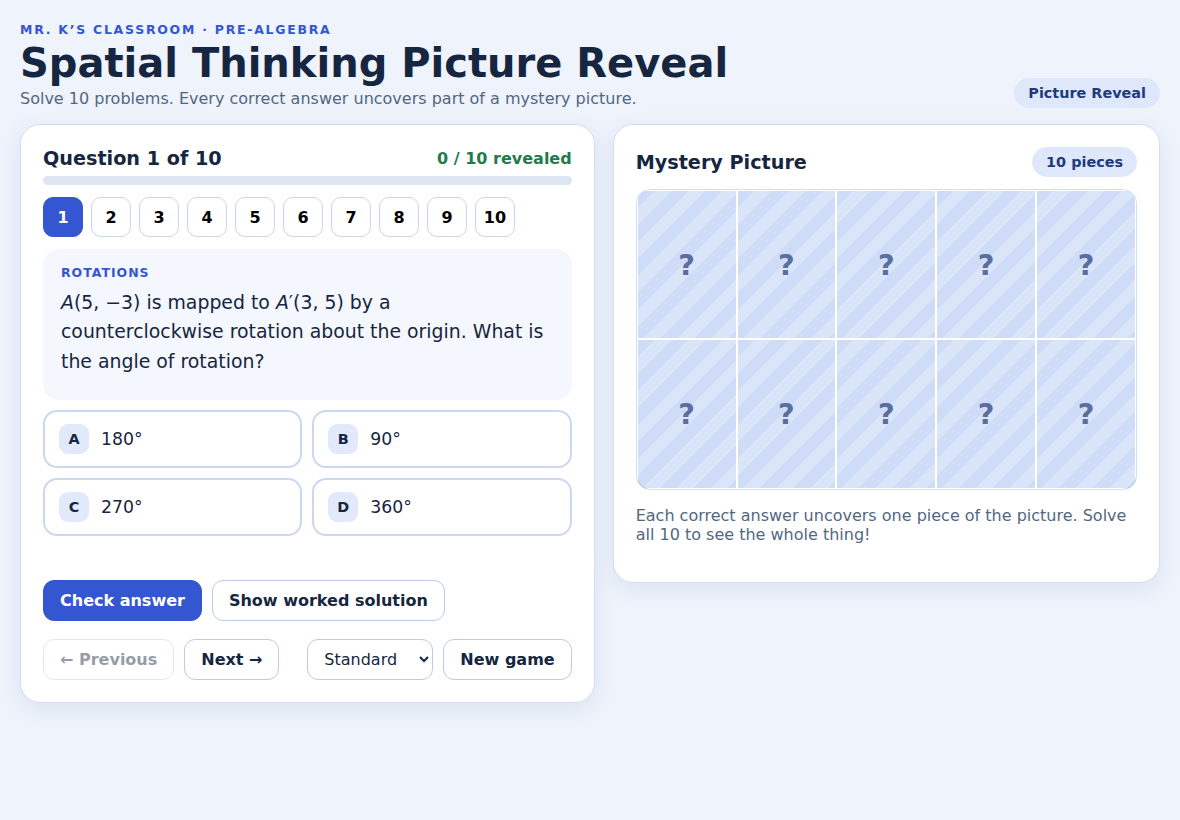 MR. K’S CLASSROOM · PRE-ALGEBRA
Spatial Thinking Picture Reveal
Solve 10 problems. Every correct answer uncovers part of a mystery picture.
Picture Reveal
Question 1 of 10
0 / 10 revealed
1 2 3 4 5 6 7 8 9 10
ROTATIONS
A(5, −3) is mapped to A′(3, 5) by a
counterclockwise rotation about the origin. What is
the angle of rotation?
A 180°
B 90°
C 270°
D 360°
Check answer
Show worked solution
← Previous
Next →
Standard
New game
Mystery Picture
10 pieces
? ? ? ? ?
? ? ? ? ?
Each correct answer uncovers one piece of the picture. Solve
all 10 to see the whole thing!